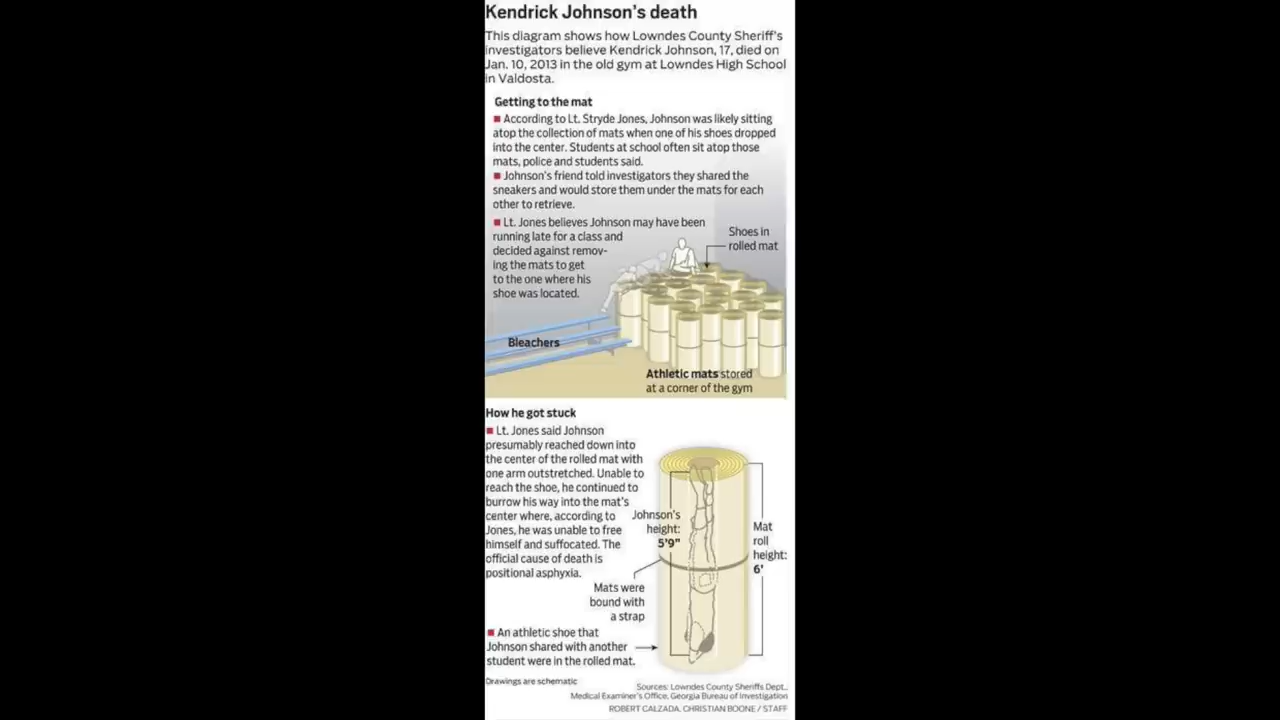 Kendrick Johnson's death
This diagram shows how Lowndes County Sheriff's
investigators believe Kendrick Johnson, 17, died on
Jan. 10, 2013 in the old gym at Lowndes High School
in Valdosta.
Getting to the mat
■ According to Lt. Stryde Jones, Johnson was likely sitting
atop the collection of mats when one of his shoes dropped
into the center. Students at school often sit atop those
mats, police and students said.
■ Johnson's friend told investigators they shared the
sneakers and would store them under the mats for each
other to retrieve.
■ Lt. Jones believes Johnson may have been
running late for a class and
decided against remov-
ing the mats to get
to the one where his
shoe was located.
Shoes in
rolled mat
Bleachers
Athletic mats stored
at a corner of the gym
How he got stuck
■ Lt. Jones said Johnson
presumably reached down into
the center of the rolled mat with
one arm outstretched. Unable to
reach the shoe, he continued to
burrow his way into the mat's
center where, according to
Jones, he was unable to free
himself and suffocated. The
official cause of death is
positional asphyxia.
Johnson's
height:
5'9"
Mat
roll
height:
6'
Mats were
bound with
a strap
■ An athletic shoe that
Johnson shared with another
student were in the rolled mat.
Drawings are schematic
Sources: Lowndes County Sheriffs Dept.,
Medical Examiner's Office, Georgia Bureau of Investigation
ROBERT CALZADA, CHRISTIAN BOONE / STAFF